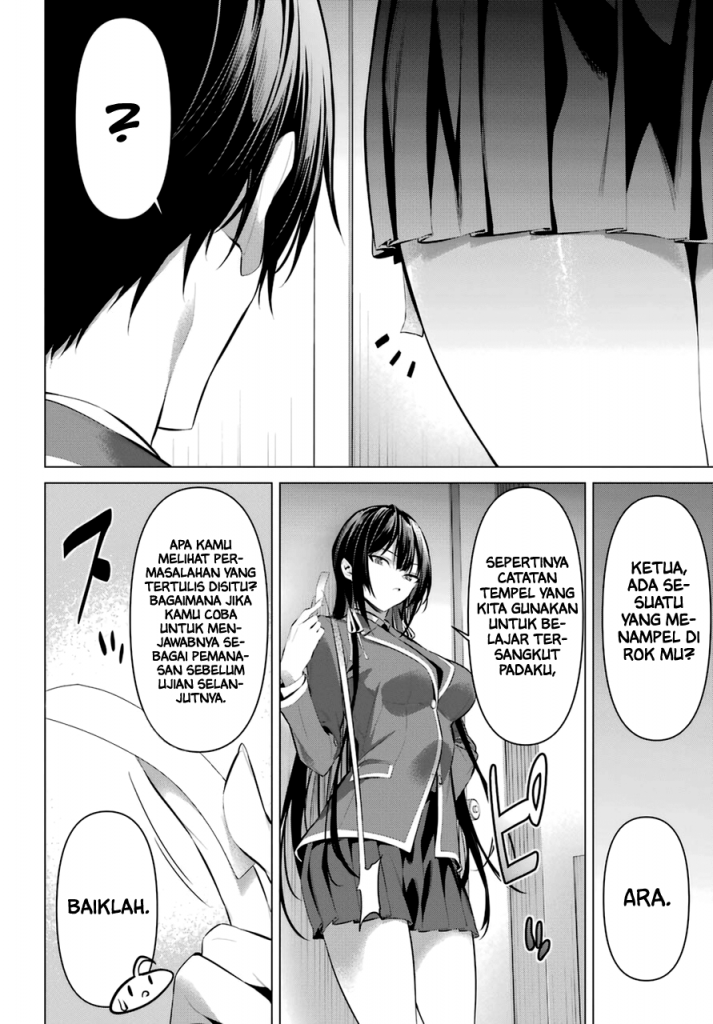 ?
KETUA,
ADA SE-
SUATU
YANG ME-
NAMPEL DI
ROK MU?
ARA.
SEPERTINYA
CATATAN
TEMPEL YANG
KITA GUNAKAN
UNTUK BE-
LAJAR TER-
SANGKUT
PADAKU,
APA KAMU
MELIHAT PER-
MASALAHAN YANG
TERTULIS DISITU?
BAGAIMANA JIKA
KAMU COBA
UNTUK MEN-
JAWABNYA SE-
BAGAI PEMANA-
SAN SEBELUM
UJIAN SELAN-
JUTNYA.
BAIKLAH.